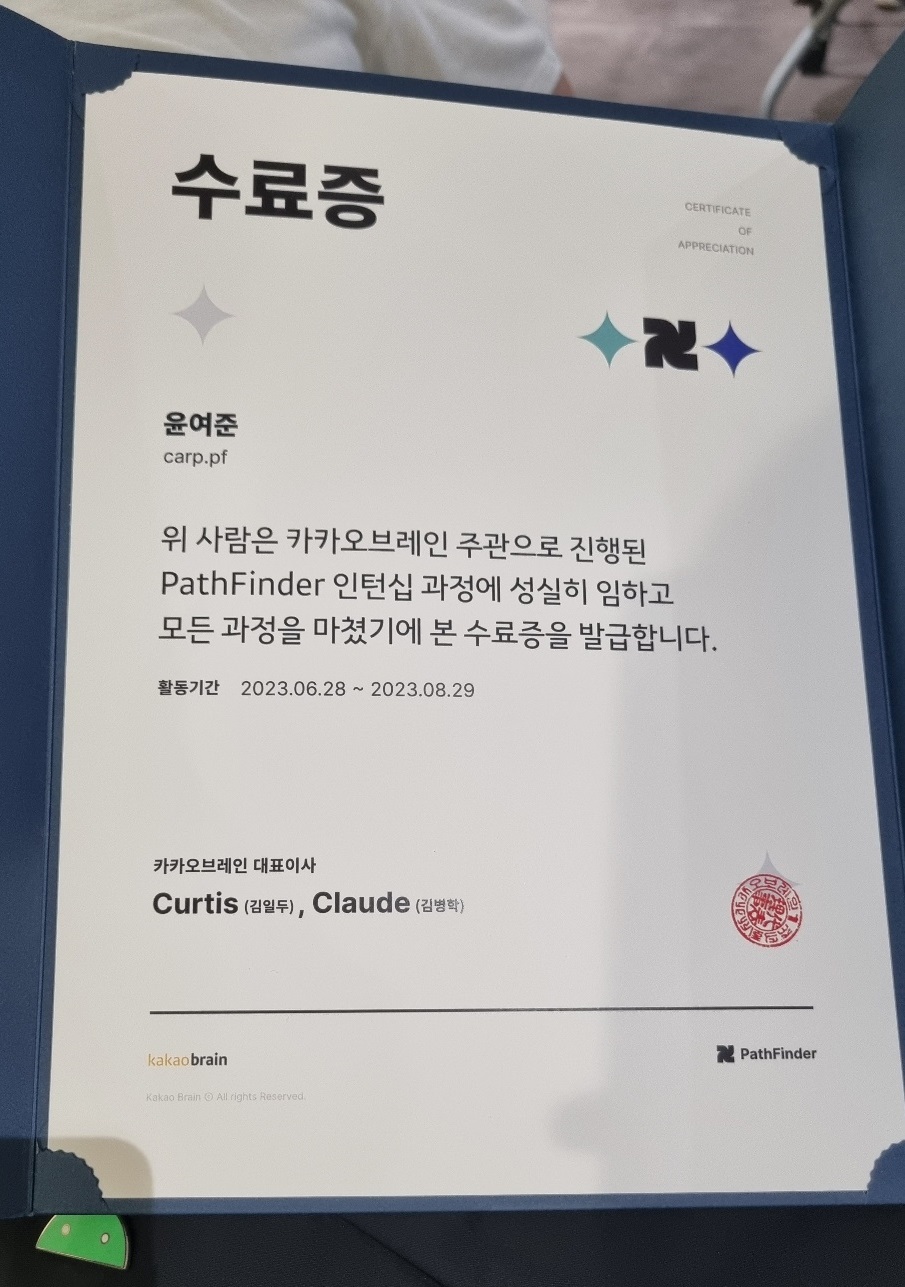 수료증
CERTIFICATE
OF
APPRECIATION
윤여준
carp.pf
위 사람은 카카오브레인 주관으로 진행된
PathFinder 인턴십 과정에 성실히 임하고
모든 과정을 마쳤기에 본 수료증을 발급합니다.
활동기간 2023.06.28 ~ 2023.08.29
카카오브레인 대표이사
Curtis (김일두), Claude (김병학)
kakaobrain
PathFinder
Kakao Brain ⓒ All rights Reserved.